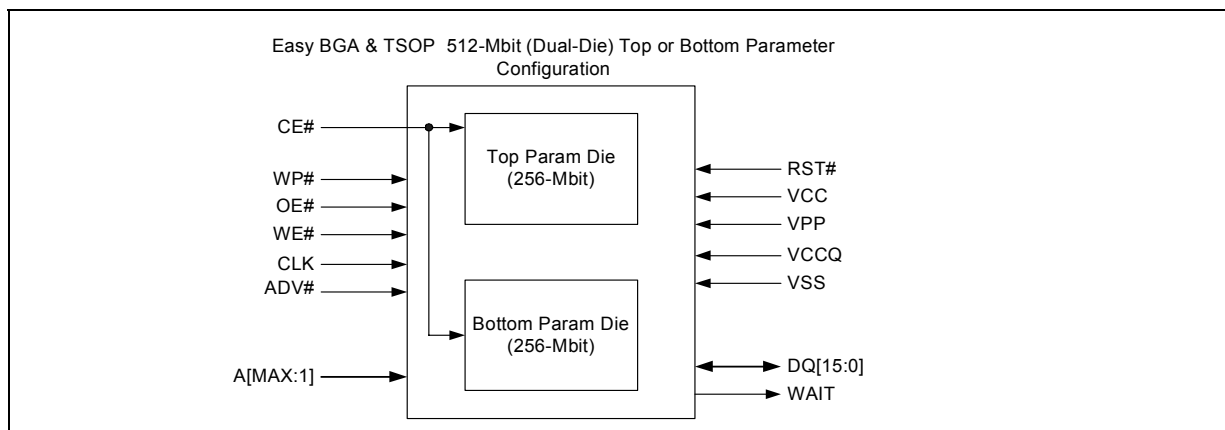 Easy BGA & TSOP 512-Mbit (Dual-Die) Top or Bottom Parameter
Configuration
CE#
WP#
OE#
WE#
CLK
ADV#
A[MAX:1]
Top Param Die
(256-Mbit)
Bottom Param Die
(256-Mbit)
RST#
VCC
VPP
VCCQ
VSS
DQ[15:0]
WAIT